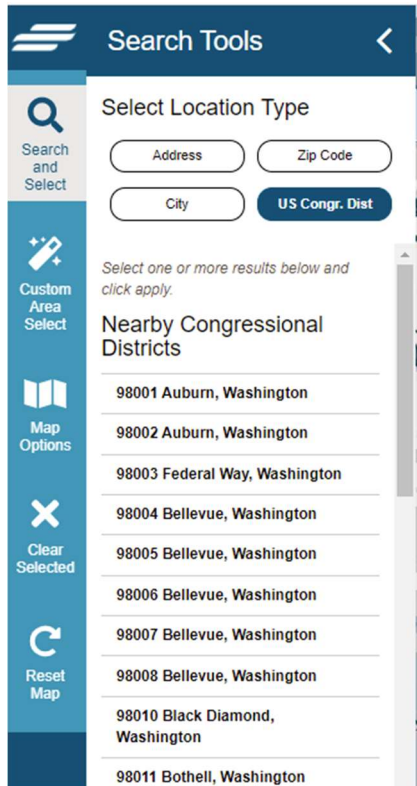 Search Tools
Search
and
Select
Custom
Area
Select
Map
Options
Clear
Selected
Reset
Map
Select Location Type
Address
Zip Code
City
US Congr. Dist
Select one or more results below and
click apply.
Nearby Congressional
Districts
98001 Auburn, Washington
98002 Auburn, Washington
98003 Federal Way, Washington
98004 Bellevue, Washington
98005 Bellevue, Washington
98006 Bellevue, Washington
98007 Bellevue, Washington
98008 Bellevue, Washington
98010 Black Diamond,
Washington
98011 Bothell, Washington